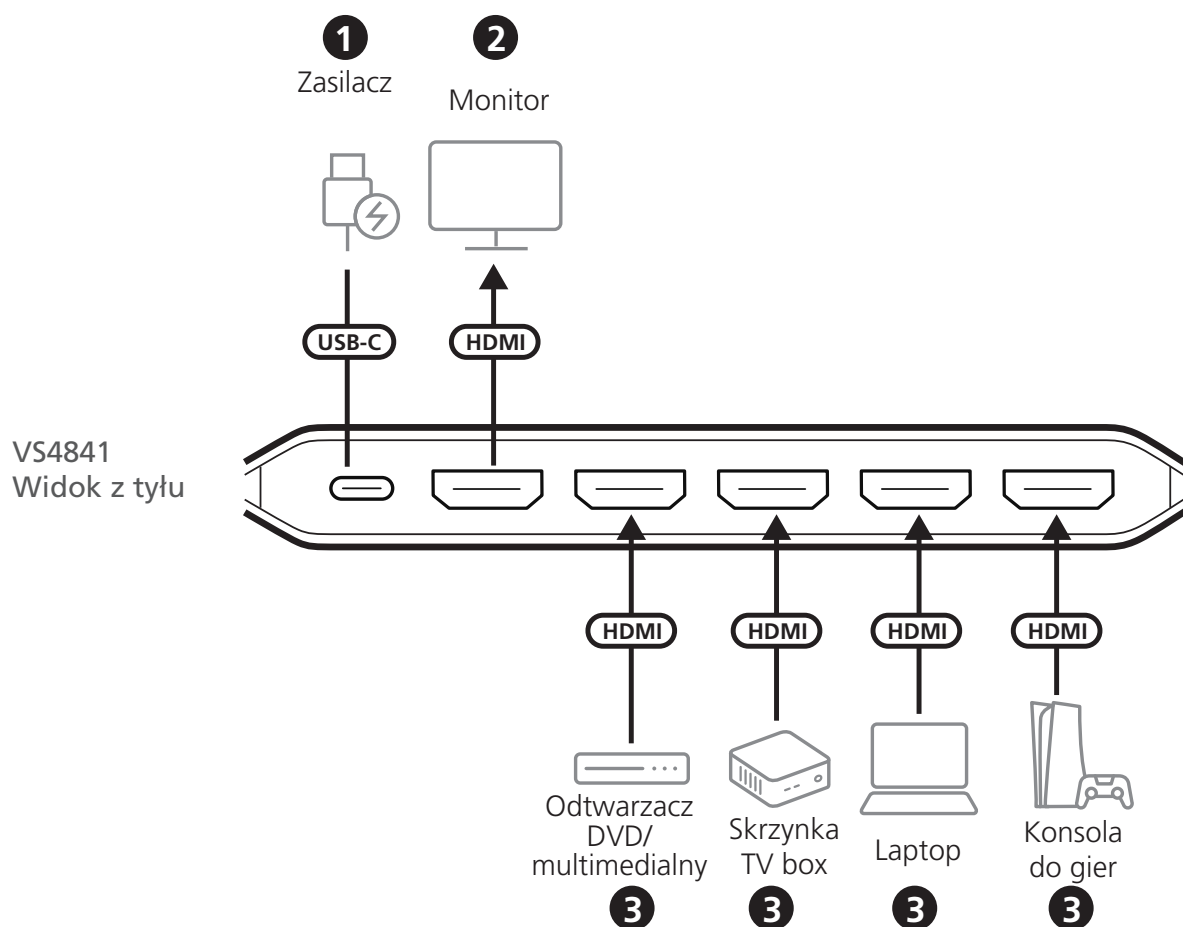 1
Zasilacz
2
Monitor
USB-C
HDMI
VS4841
Widok z tyłu
HDMI
HDMI
HDMI
HDMI
Odtwarzacz
DVD/
multimedialny
3
Skrzynka
TV box
3
Laptop
3
Konsola
do gier
3